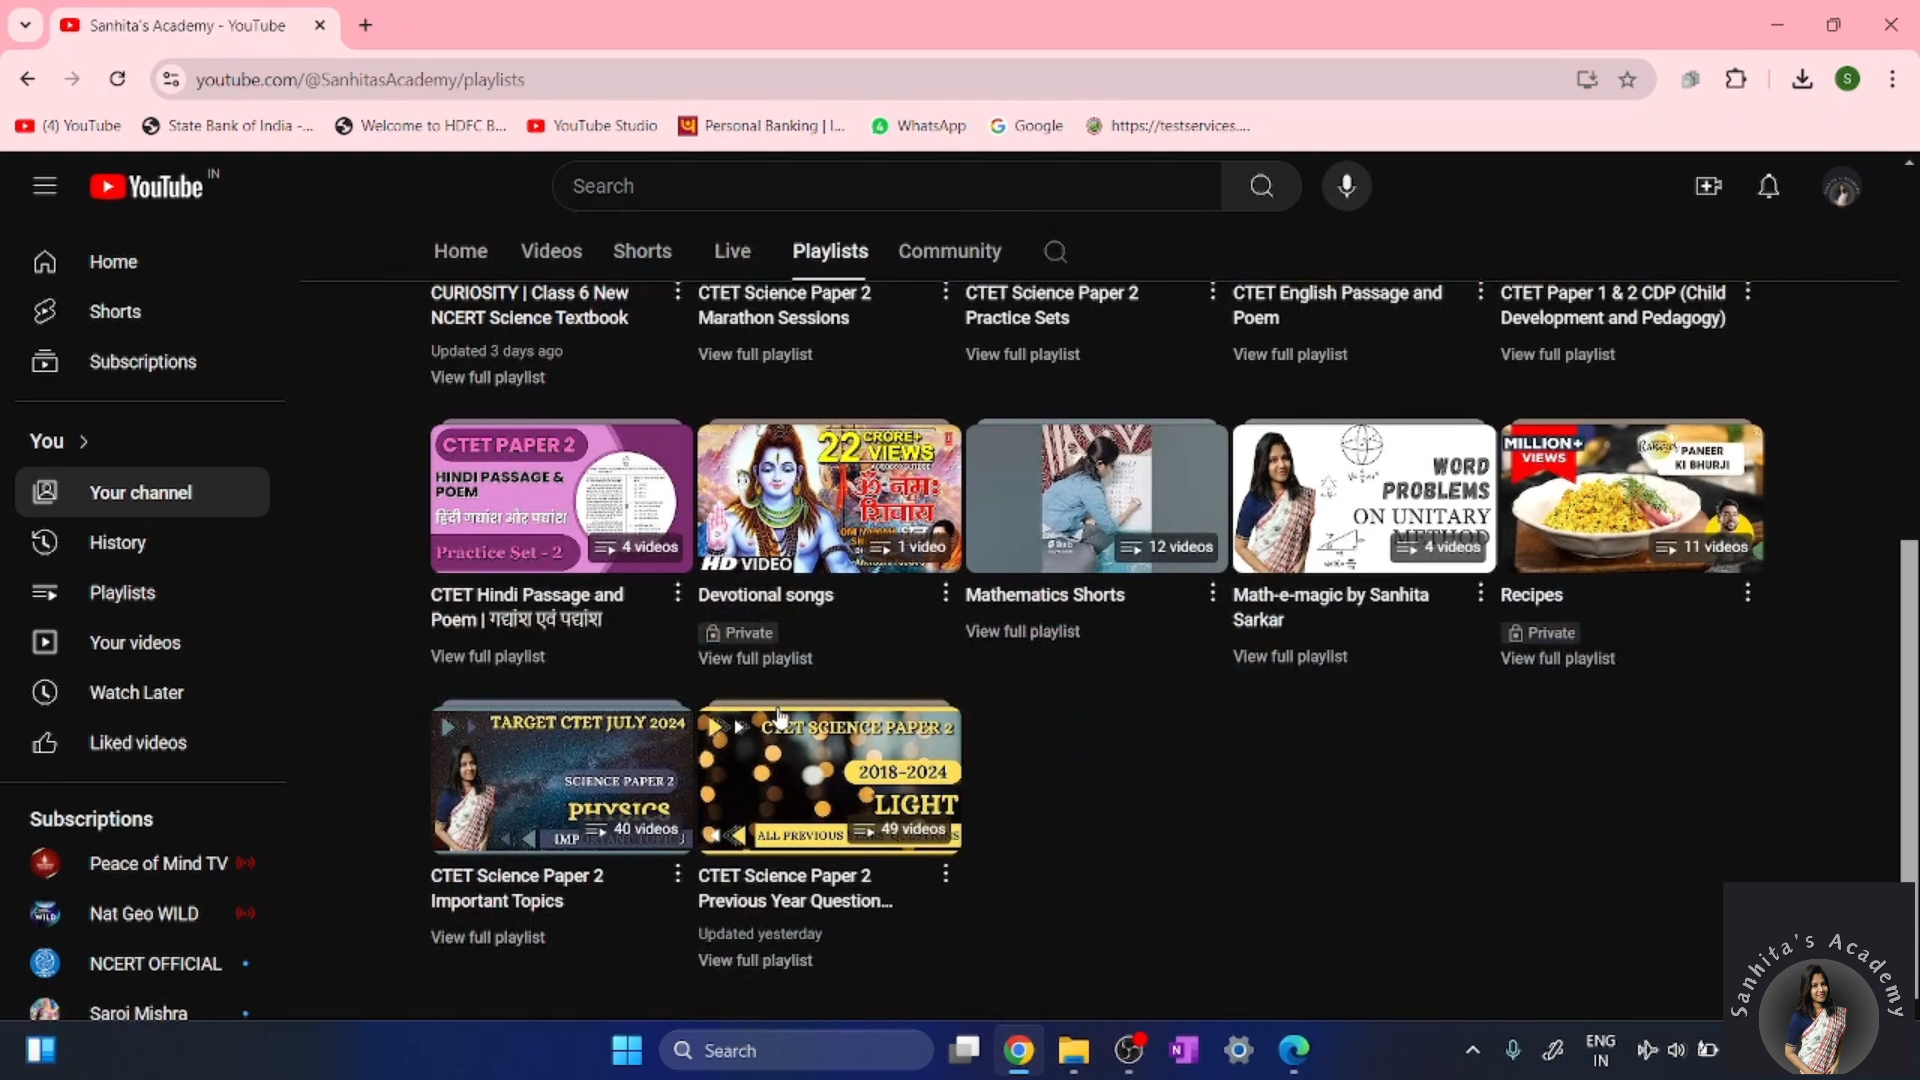 Sanhita's Academy - YouTube
youtube.com/@SanhitasAcademy/playlists
S
(4) YouTube
State Bank of India -...
Welcome to HDFC B...
YouTube Studio
Personal Banking | I...
WhatsApp
Google
https://testservices....
YouTube IN
Search
Home
Videos
Shorts
Live
Playlists
Community
Home
Shorts
Subscriptions
You
Your channel
History
Playlists
Your videos
Watch Later
Liked videos
Subscriptions
Peace of Mind TV
Nat Geo WILD
NCERT OFFICIAL
Saroj Mishra
CURIOSITY | Class 6 New
NCERT Science Textbook
Updated 3 days ago
View full playlist
CTET Science Paper 2
Marathon Sessions
View full playlist
CTET Science Paper 2
Practice Sets
View full playlist
CTET English Passage and
Poem
View full playlist
CTET Paper 1 & 2 CDP (Child
Development and Pedagogy)
View full playlist
CTET PAPER 2
HINDI PASSAGE &
POEM
हिंदी गद्यांश और पद्यांश
Practice Set - 2
4 videos
CTET Hindi Passage and
Poem | गद्यांश एवं पद्यांश
View full playlist
22 CRORE+
VIEWS
ॐ नमः
शिवाय
HD VIDEO
1 video
Devotional songs
Private
View full playlist
12 videos
Mathematics Shorts
View full playlist
WORD
PROBLEMS
ON UNITARY
METHOD
4 videos
Math-e-magic by Sanhita
Sarkar
View full playlist
MILLION+
VIEWS
PANEER
KI BHURJI
11 videos
Recipes
Private
View full playlist
TARGET CTET JULY 2024
SCIENCE PAPER 2
PHYSICS
40 videos
CTET Science Paper 2
Important Topics
View full playlist
CTET SCIENCE PAPER 2
2018-2024
LIGHT
ALL PREVIOUS
49 videos
CTET Science Paper 2
Previous Year Question...
Updated yesterday
View full playlist
Sanhita's Academy
Search
ENG
IN